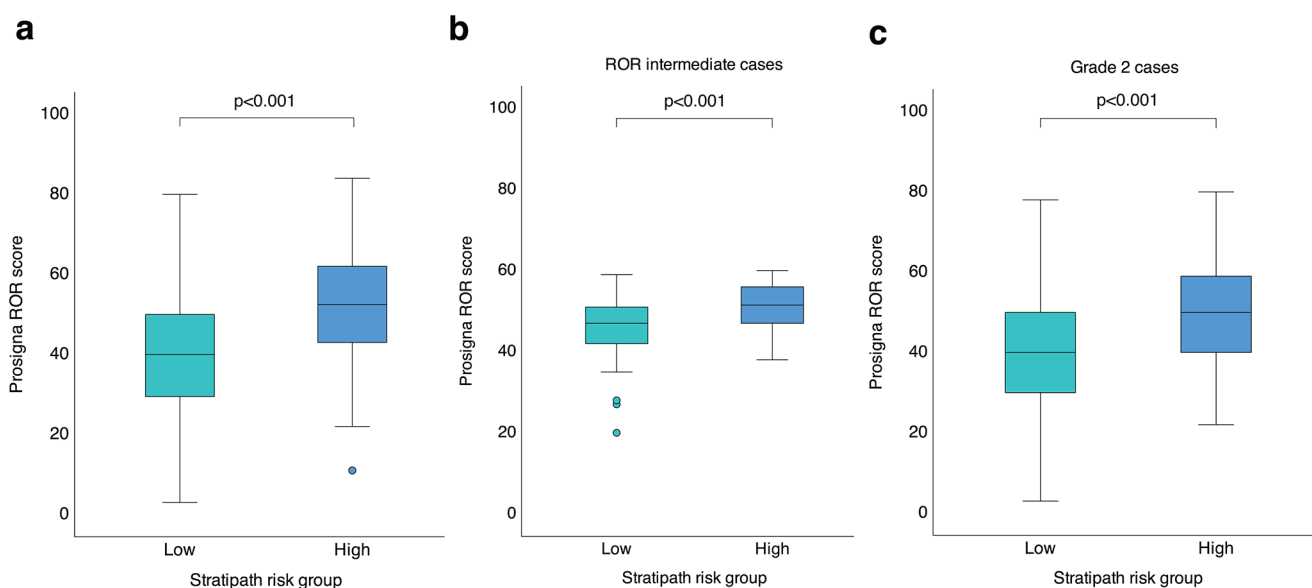 a
p<0.001
100
80
60
40
20
0
Prosigna ROR score
Low
High
Stratipath risk group
b
ROR intermediate cases
p<0.001
100
80
60
40
20
0
Prosigna ROR score
Low
High
Stratipath risk group
c
Grade 2 cases
p<0.001
100
80
60
40
20
0
Prosigna ROR score
Low
High
Stratipath risk group